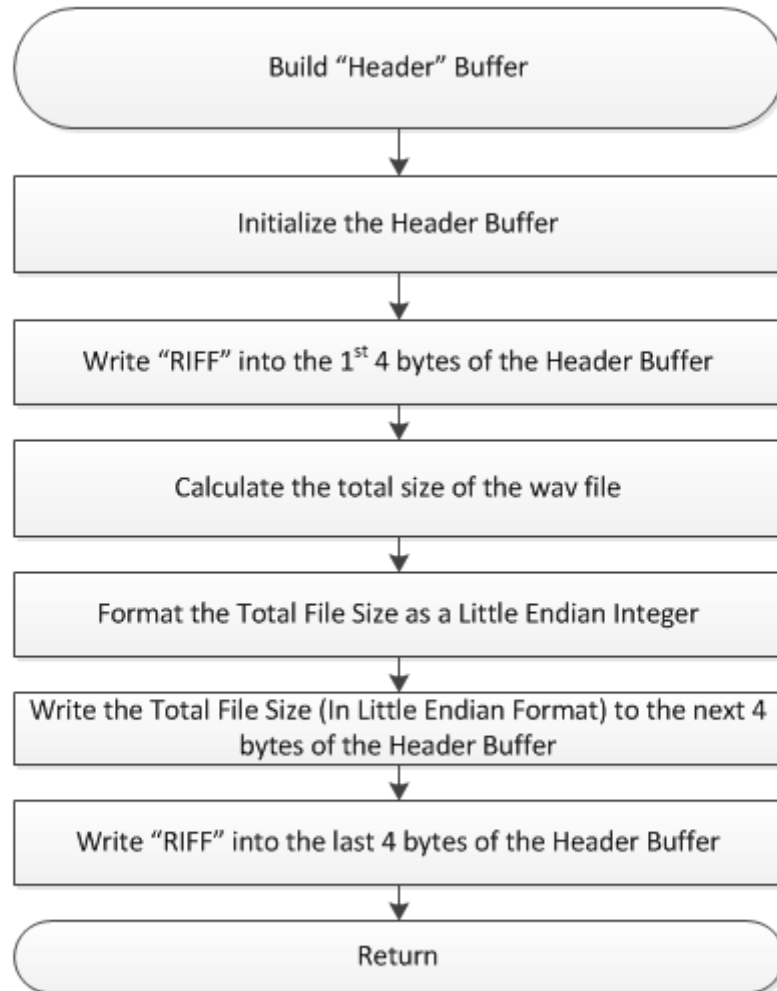 Build “Header” Buffer
Initialize the Header Buffer
Write “RIFF” into the 1st 4 bytes of the Header Buffer
Calculate the total size of the wav file
Format the Total File Size as a Little Endian Integer
Write the Total File Size (In Little Endian Format) to the next 4
bytes of the Header Buffer
Write “RIFF” into the last 4 bytes of the Header Buffer
Return